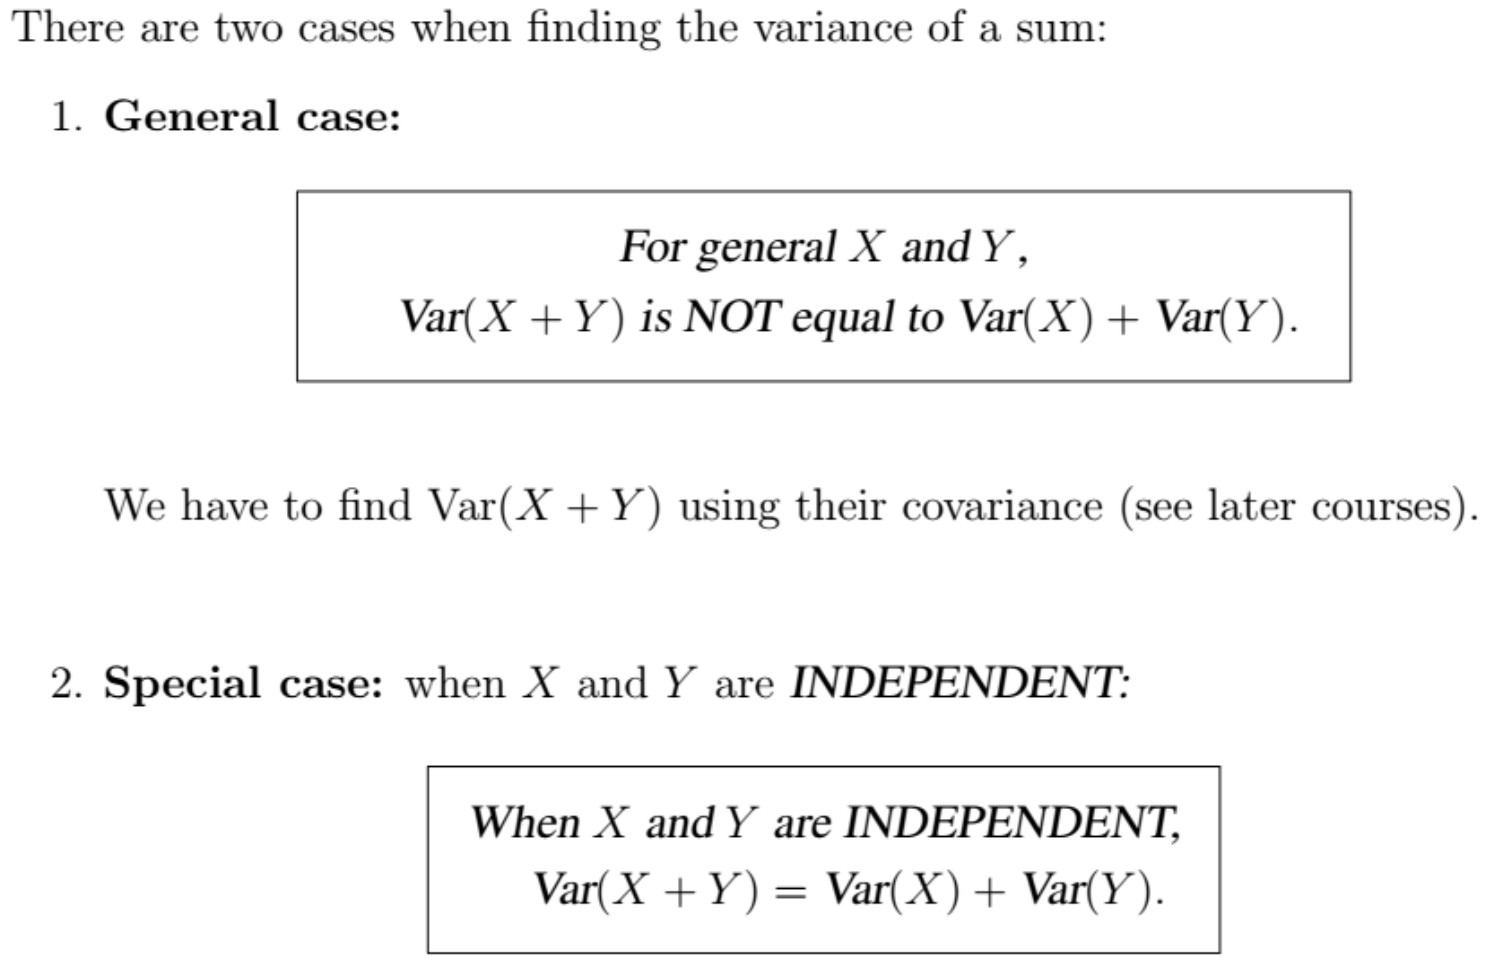 There are two cases when finding the variance of a sum:
1. General case:
For general X and Y,
Var(X + Y) is NOT equal to Var(X) + Var(Y).
We have to find Var(X + Y) using their covariance (see later courses).
2. Special case: when X and Y are INDEPENDENT:
When X and Y are INDEPENDENT,
Var(X + Y) = Var(X) + Var(Y).